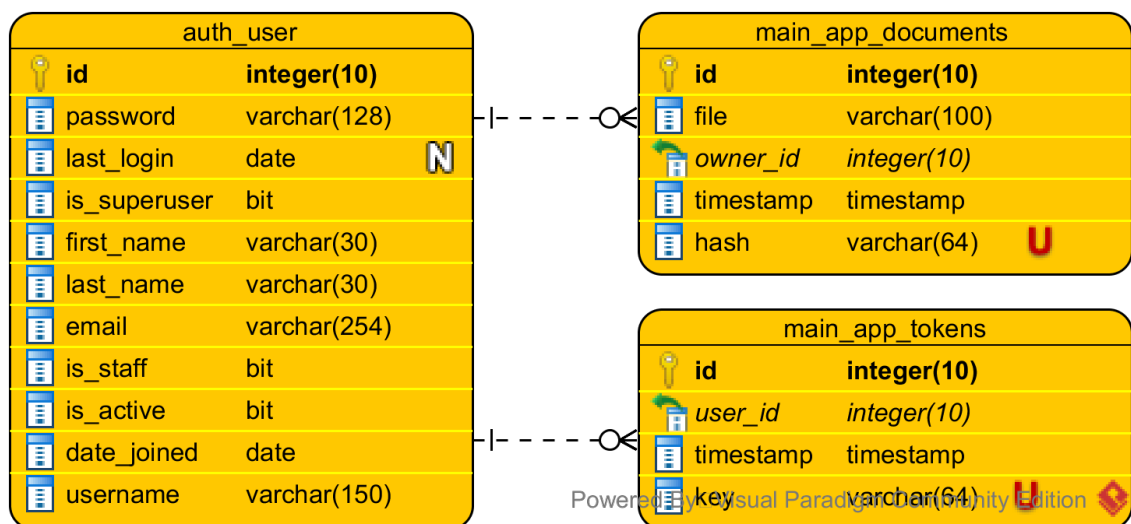 auth_user
id integer(10)
password varchar(128)
last_login date N
is_superuser bit
first_name varchar(30)
last_name varchar(30)
email varchar(254)
is_staff bit
is_active bit
date_joined date
username varchar(150)
main_app_documents
id integer(10)
file varchar(100)
owner_id integer(10)
timestamp timestamp
hash varchar(64) U
main_app_tokens
id integer(10)
user_id integer(10)
timestamp timestamp
key varchar(64) U
Powered By: Visual Paradigm Community Edition